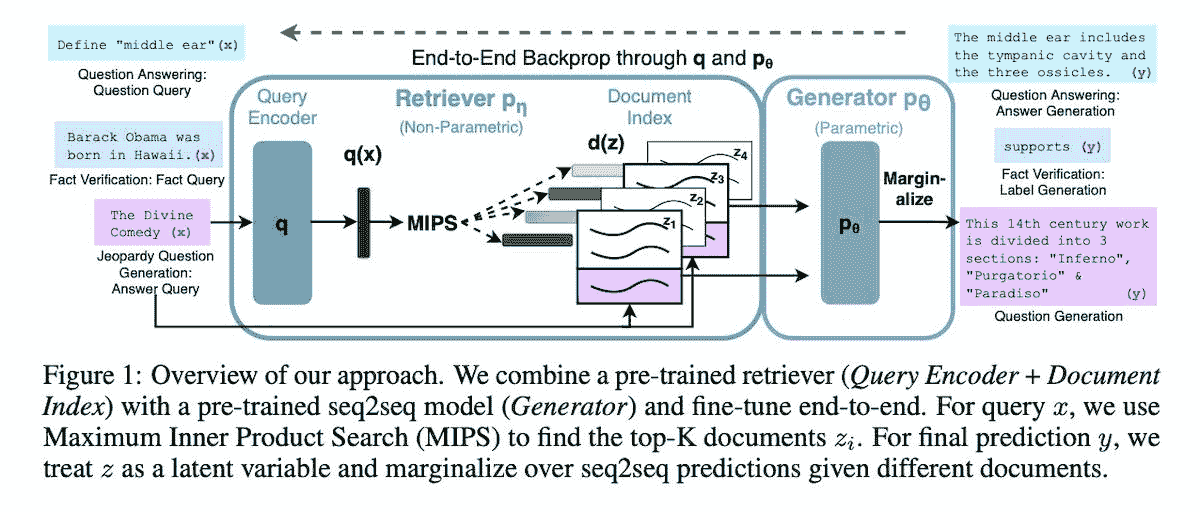 Define "middle ear"(x)
Question Answering:
Question Query
Barack Obama was
born in Hawaii.(x)
Fact Verification: Fact Query
The Divine
Comedy (x)
Jeopardy Question
Generation:
Answer Query
End-to-End Backprop through q and pθ
Query
Encoder
q
Retriever pη
(Non-Parametric)
q(x)
MIPS
Document
Index
d(z)
z4
z3
z2
z1
Generator pθ
(Parametric)
pθ
Margin-
alize
The middle ear includes
the tympanic cavity and
the three ossicles. (y)
Question Answering:
Answer Generation
supports (y)
Fact Verification:
Label Generation
This 14th century work
is divided into 3
sections: "Inferno",
"Purgatorio" &
"Paradiso" (y)
Question Generation
Figure 1: Overview of our approach. We combine a pre-trained retriever (Query Encoder + Document
Index) with a pre-trained seq2seq model (Generator) and fine-tune end-to-end. For query x, we use
Maximum Inner Product Search (MIPS) to find the top-K documents zi. For final prediction y, we
treat z as a latent variable and marginalize over seq2seq predictions given different documents.